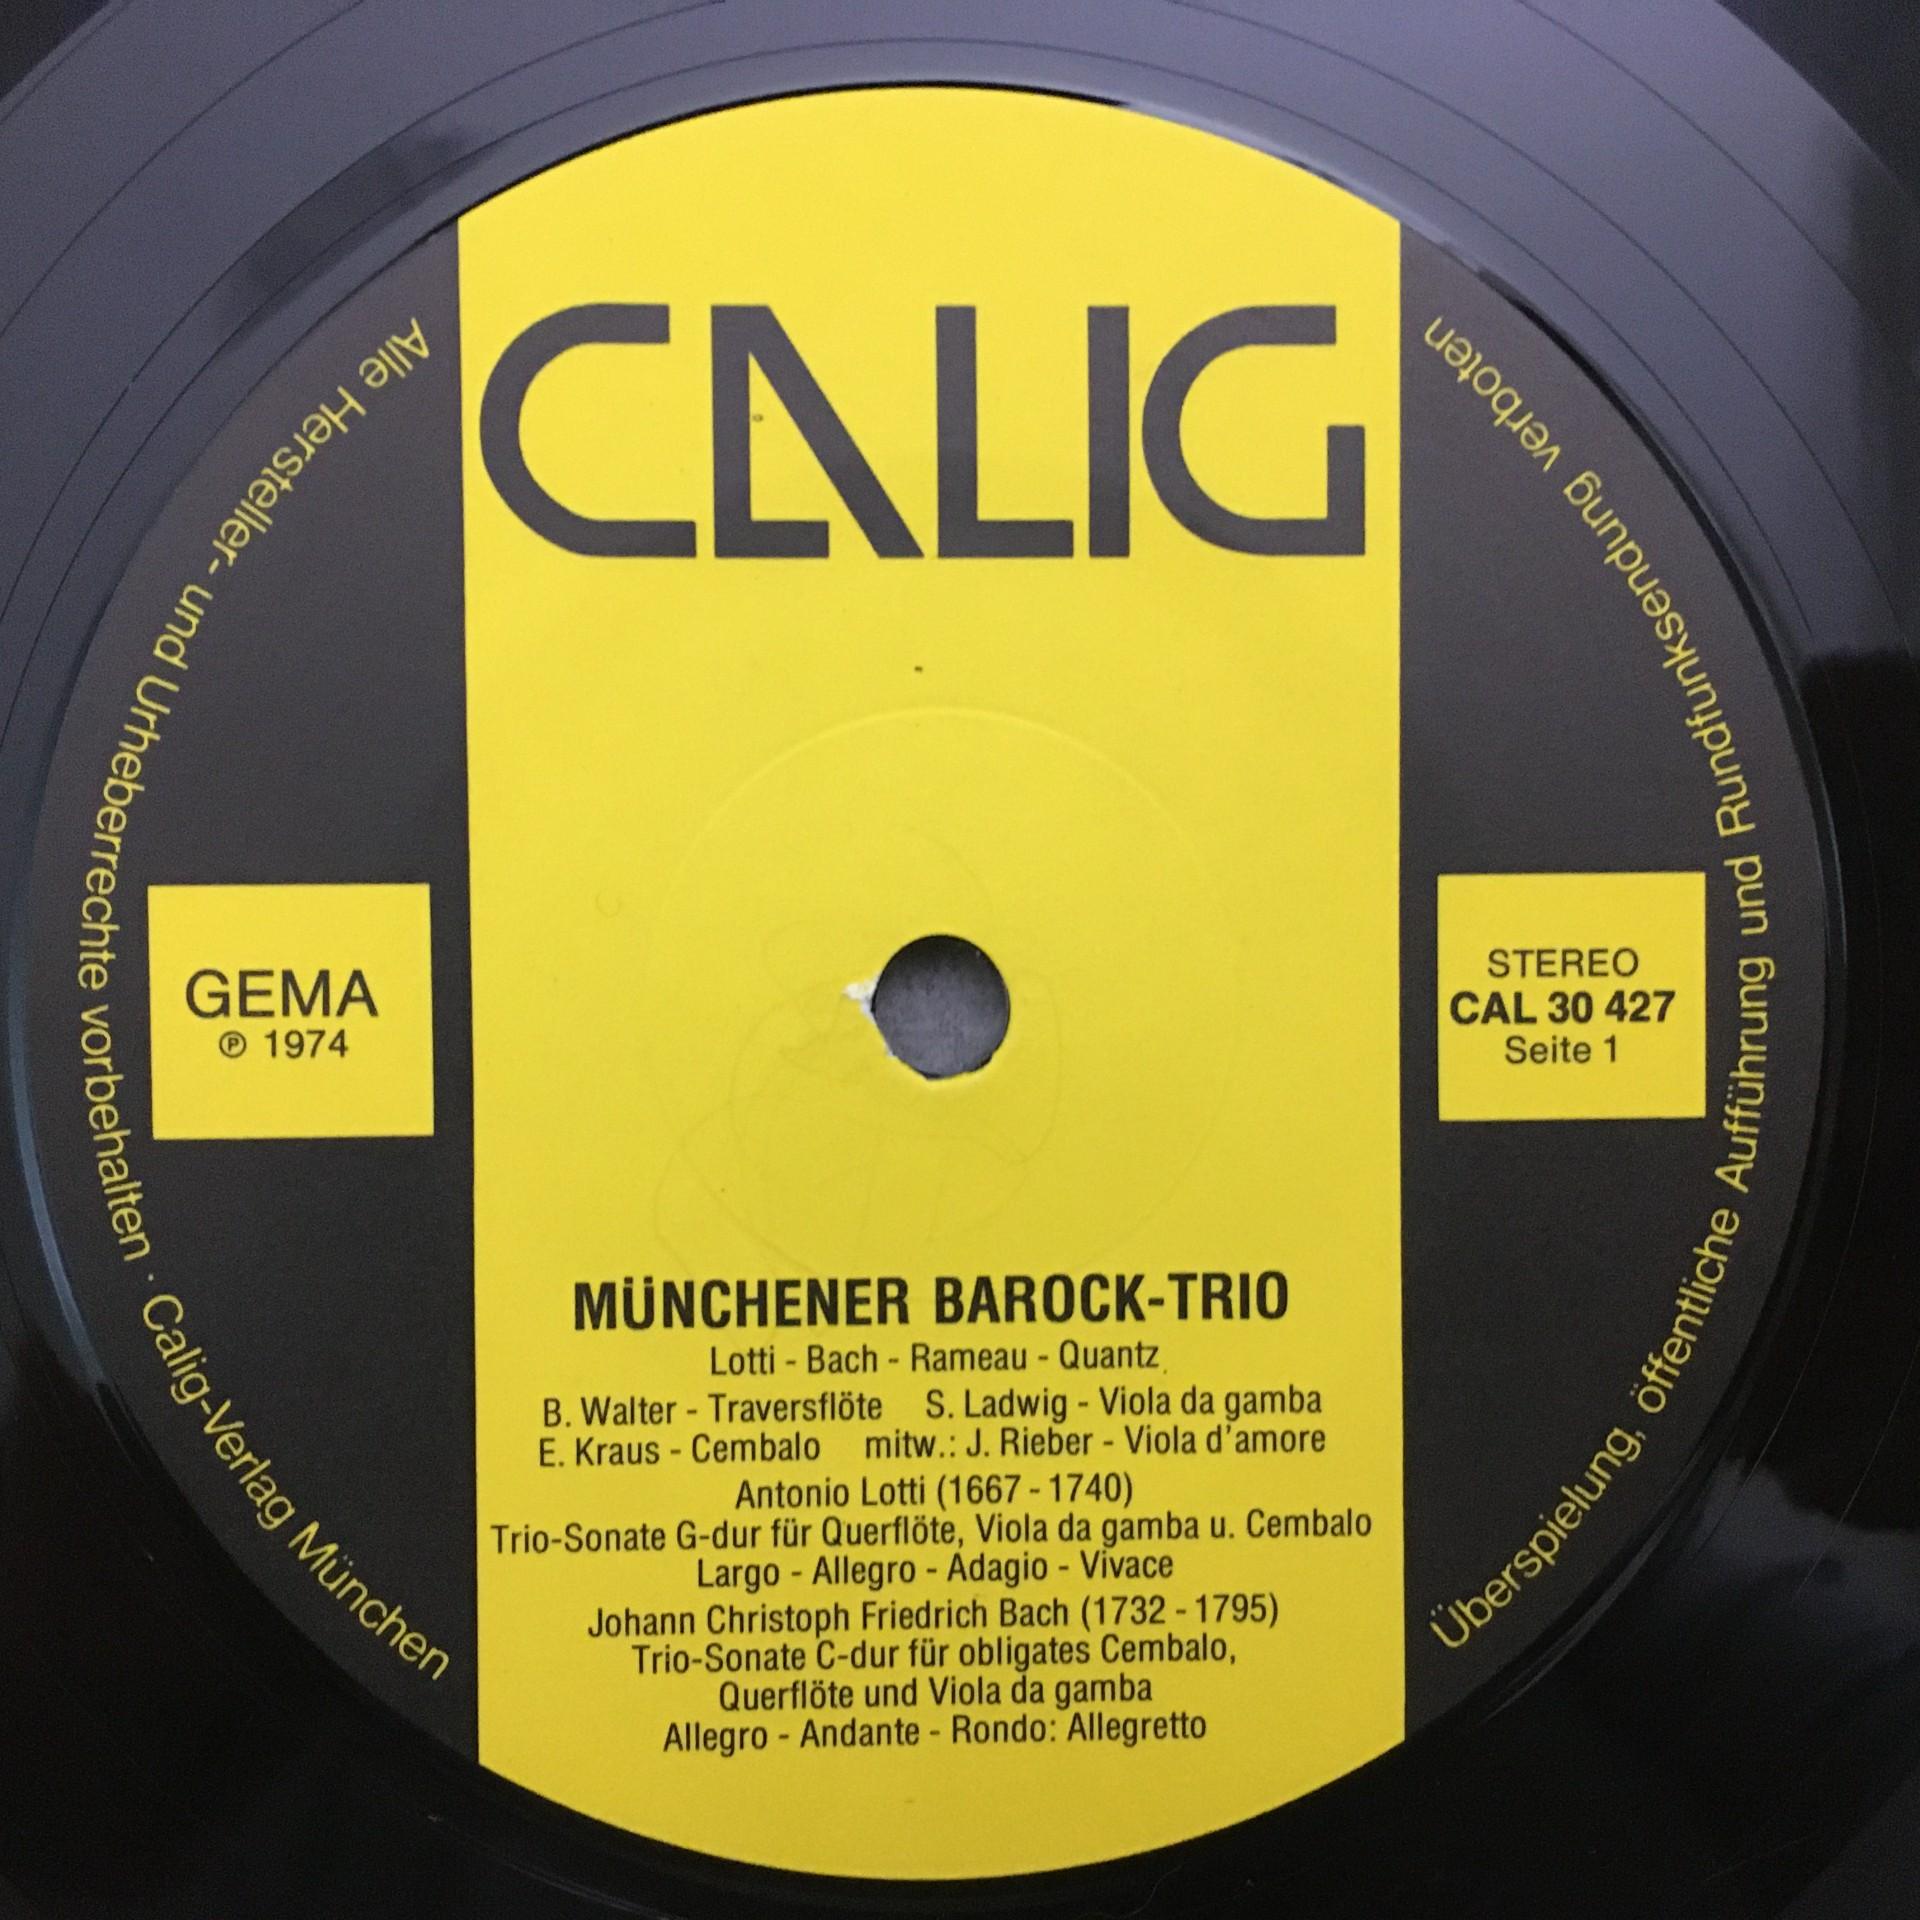 CALIG
Alle Hersteller- und Urheberrechte vorbehalten · Calig-Verlag München
Überspielung, öffentliche Aufführung und Rundfunksendung verboten
GEMA
℗ 1974
STEREO
CAL 30 427
Seite 1
MÜNCHENER BAROCK-TRIO
Lotti - Bach - Rameau - Quantz
B. Walter - Traversflöte S. Ladwig - Viola da gamba
E. Kraus - Cembalo mitw.: J. Rieber - Viola d'amore
Antonio Lotti (1667 - 1740)
Trio-Sonate G-dur für Querflöte, Viola da gamba u. Cembalo
Largo - Allegro - Adagio - Vivace
Johann Christoph Friedrich Bach (1732 - 1795)
Trio-Sonate C-dur für obligates Cembalo,
Querflöte und Viola da gamba
Allegro - Andante - Rondo: Allegretto